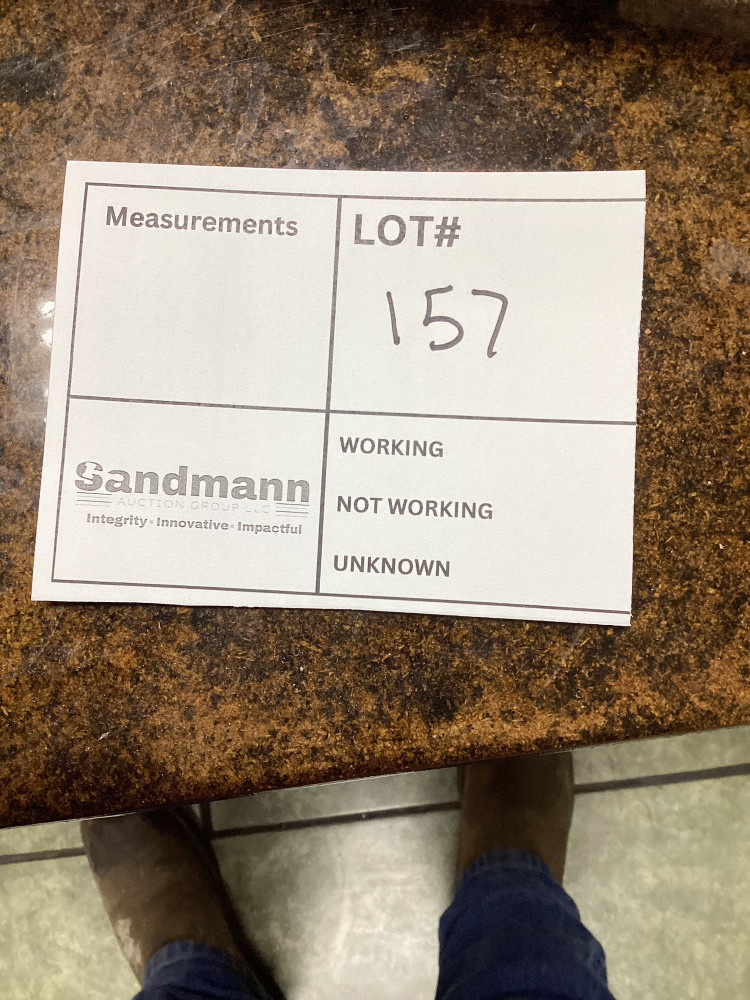 Measurements
LOT#
157
Sandmann
AUCTION GROUP LLC
Integrity • Innovative • Impactful
WORKING
NOT WORKING
UNKNOWN